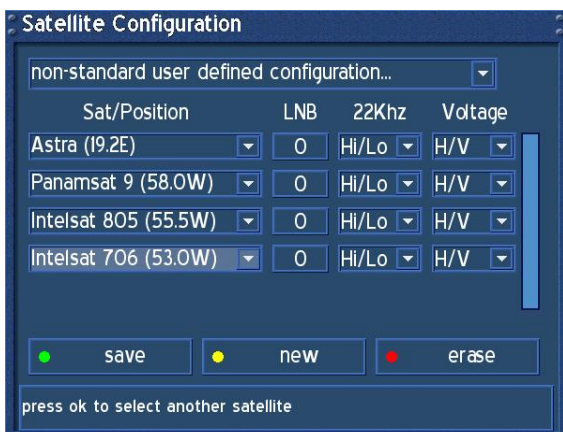 Satellite Configuration
non-standard user defined configuration...
Sat/Position LNB 22Khz Voltage
Astra (19.2E) 0 Hi/Lo H/V
Panamsat 9 (58.0W) 0 Hi/Lo H/V
Intelsat 805 (55.5W) 0 Hi/Lo H/V
Intelsat 706 (53.0W) 0 Hi/Lo H/V
save new erase
press ok to select another satellite